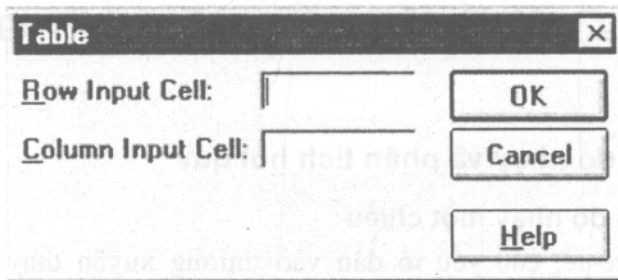 Table
Row Input Cell:
OK
Column Input Cell:
Cancel
Help